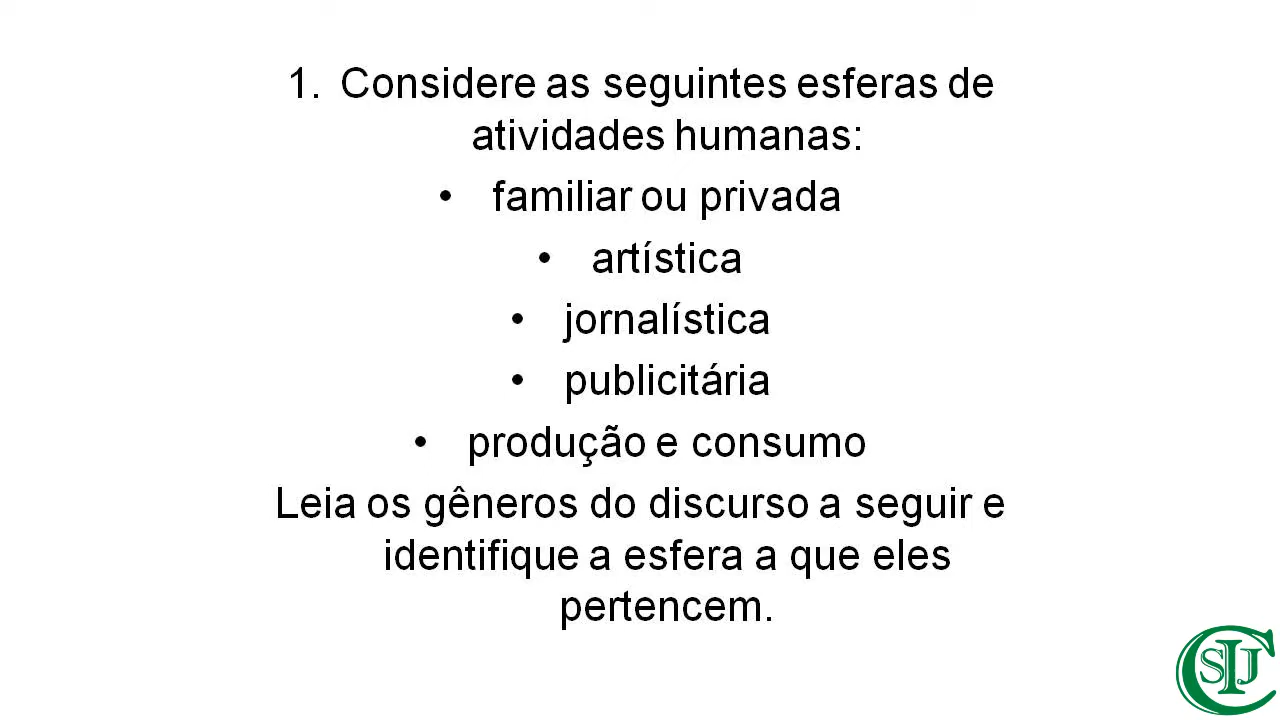 1. Considere as seguintes esferas de
atividades humanas:
• familiar ou privada
• artística
• jornalística
• publicitária
• produção e consumo
Leia os gêneros do discurso a seguir e
identifique a esfera a que eles
pertencem.
CSIJ